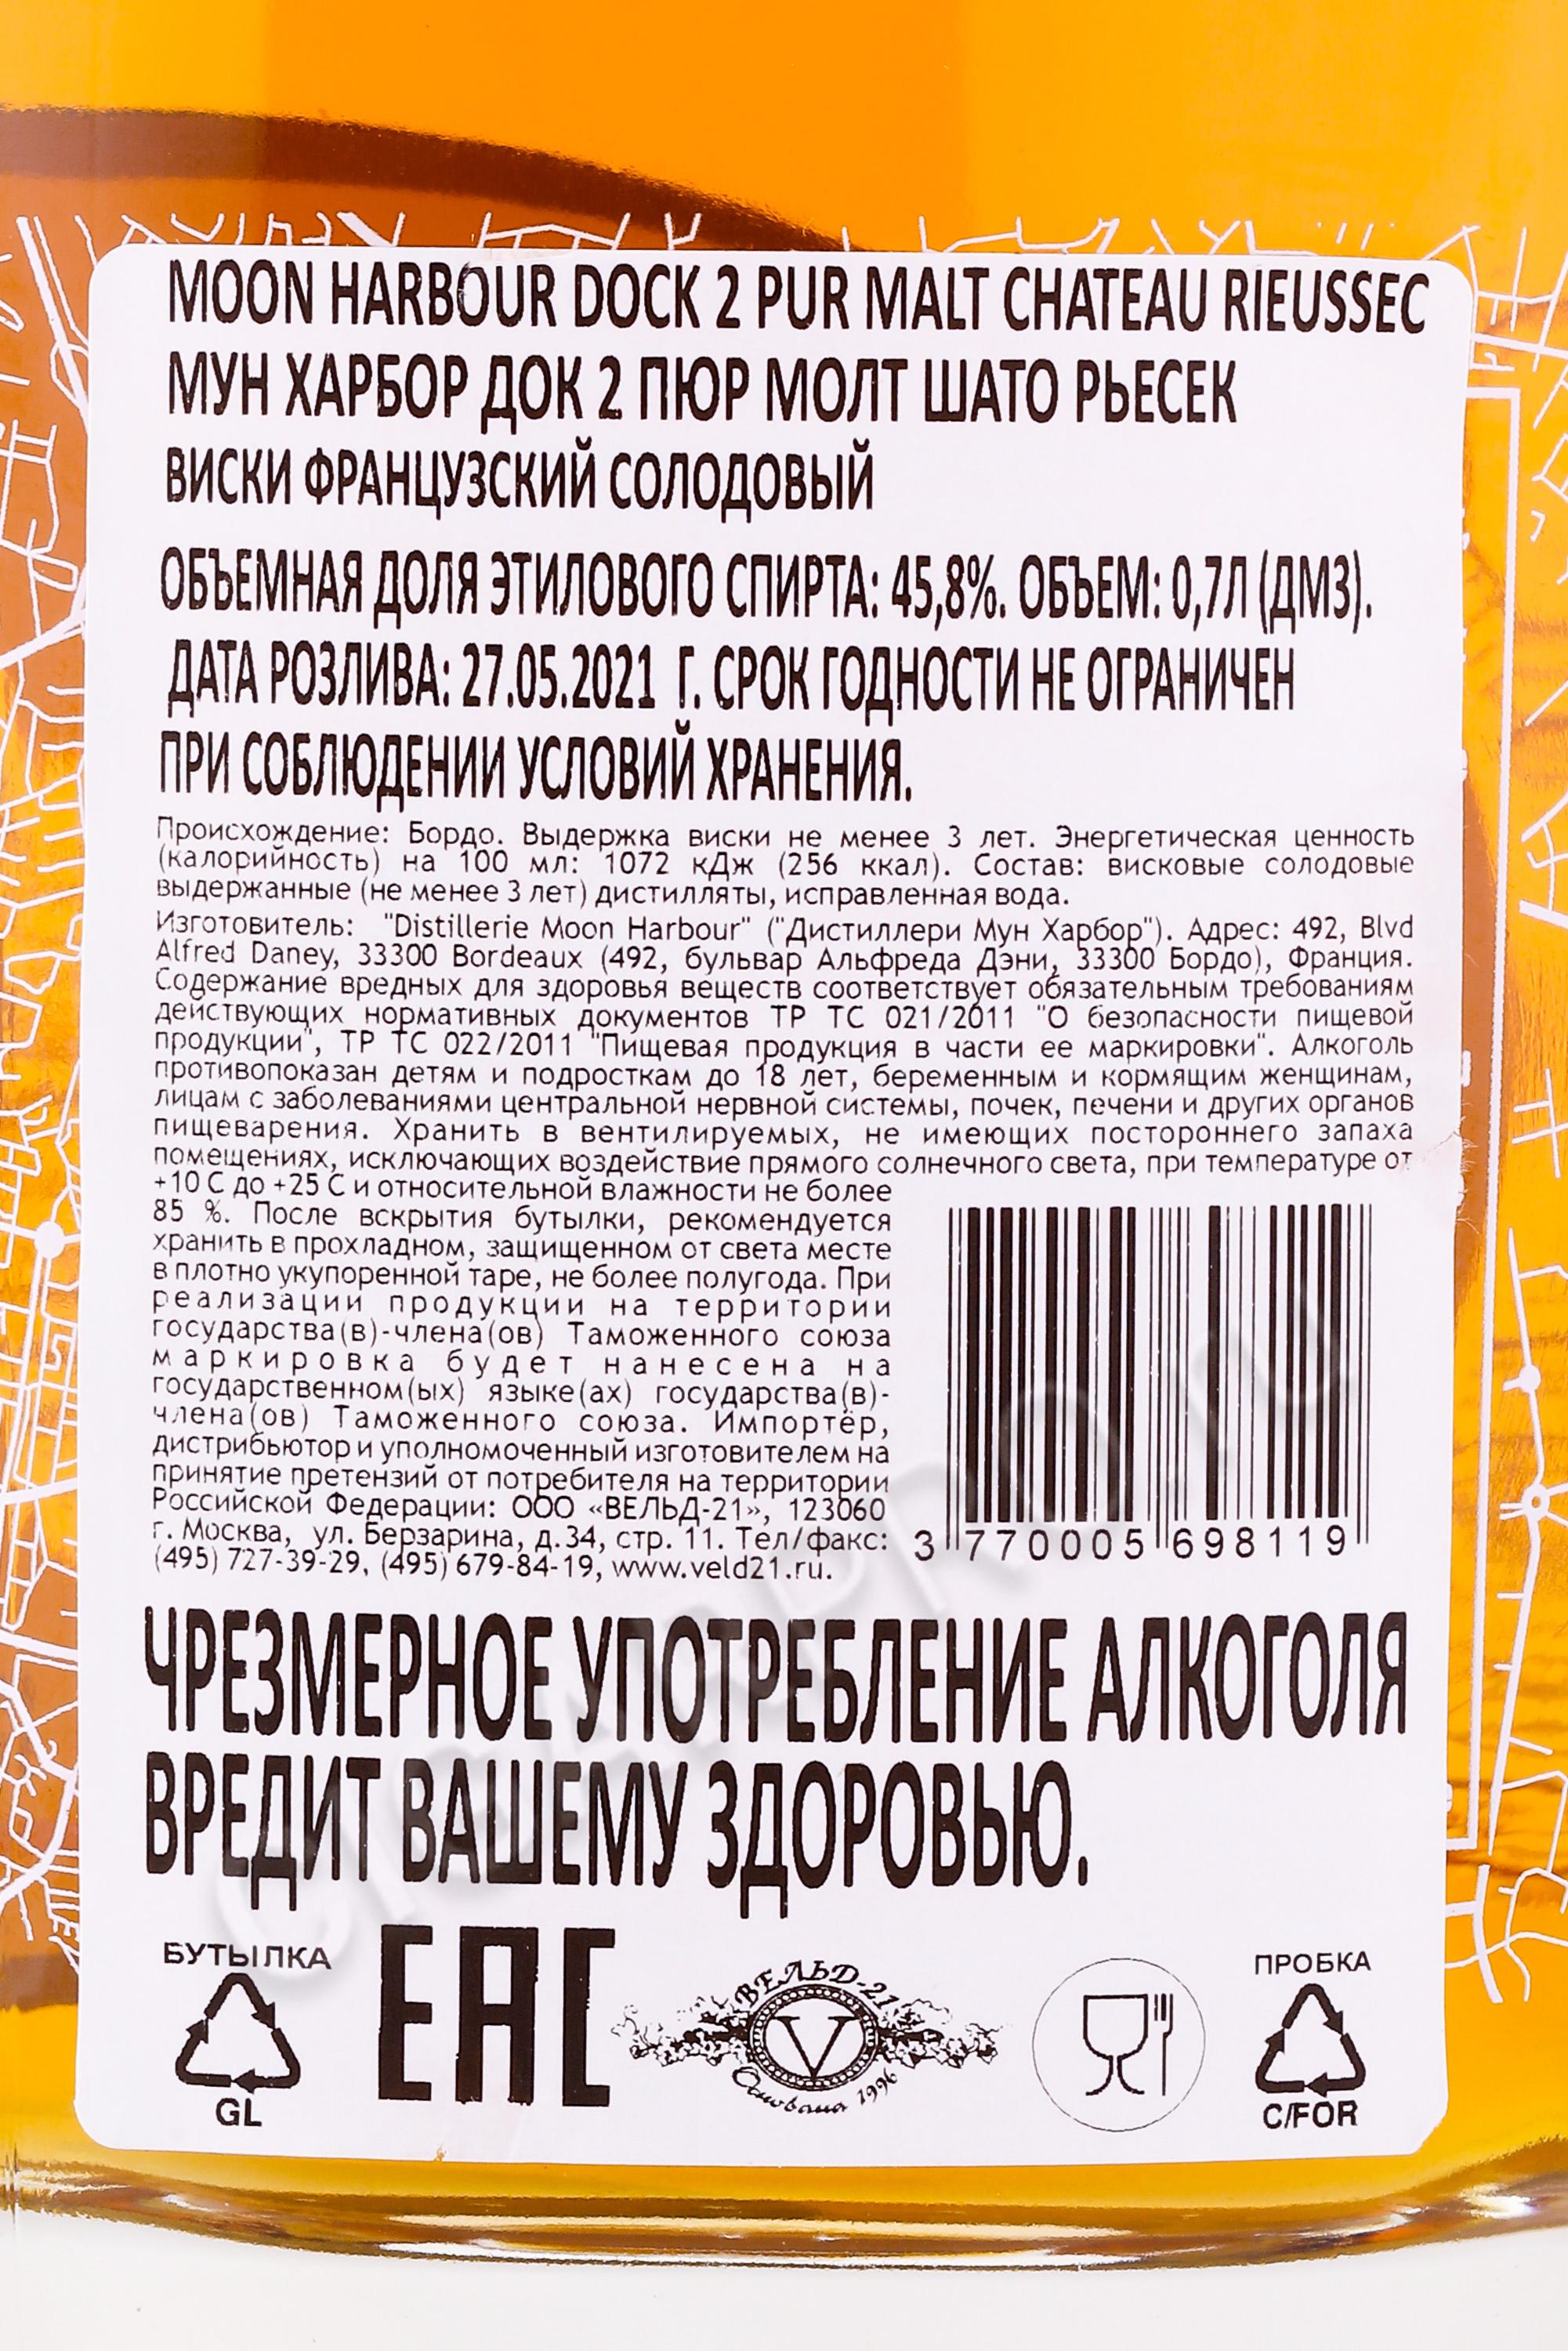 MOON HARBOUR DOCK 2 PUR MALT CHATEAU RIEUSSEC
МУН ХАРБОР ДОК 2 ПЮР МОЛТ ШАТО РЬЕСЕК
ВИСКИ ФРАНЦУЗСКИЙ СОЛОДОВЫЙ
ОБЪЕМНАЯ ДОЛЯ ЭТИЛОВОГО СПИРТА: 45,8%. ОБЪЕМ: 0,7Л (ДМ3).
ДАТА РОЗЛИВА: 27.05.2021 Г. СРОК ГОДНОСТИ НЕ ОГРАНИЧЕН
ПРИ СОБЛЮДЕНИИ УСЛОВИЙ ХРАНЕНИЯ.
Происхождение: Бордо. Выдержка виски не менее 3 лет. Энергетическая ценность
(калорийность) на 100 мл: 1072 кДж (256 ккал). Состав: висковые солодовые
выдержанные (не менее 3 лет) дистилляты, исправленная вода.
Изготовитель: "Distillerie Moon Harbour" ("Дистиллери Мун Харбор"). Адрес: 492, Blvd
Alfred Daney, 33300 Bordeaux (492, бульвар Альфреда Дэни, 33300 Бордо), Франция.
Содержание вредных для здоровья веществ соответствует обязательным требованиям
действующих нормативных документов ТР ТС 021/2011 "О безопасности пищевой
продукции", ТР ТС 022/2011 "Пищевая продукция в части ее маркировки". Алкоголь
противопоказан детям и подросткам до 18 лет, беременным и кормящим женщинам,
лицам с заболеваниями центральной нервной системы, почек, печени и других органов
пищеварения. Хранить в вентилируемых, не имеющих постороннего запаха
помещениях, исключающих воздействие прямого солнечного света, при температуре от
+10 С до +25 С и относительной влажности не более
85 %. После вскрытия бутылки, рекомендуется
хранить в прохладном, защищенном от света месте
в плотно укупоренной таре, не более полугода. При
реализации продукции на территории
государства(в)-члена(ов) Таможенного союза
маркировка будет нанесена на
государственном(ых) языке(ах) государства(в)-
члена(ов) Таможенного союза. Импортёр,
дистрибьютор и уполномоченный изготовителем на
принятие претензий от потребителя на территории
Российской Федерации: ООО «ВЕЛЬД-21», 123060
г. Москва, ул. Берзарина, д.34, стр. 11. Тел/факс:
(495) 727-39-29, (495) 679-84-19, www.veld21.ru.
3 770005 698119
ЧРЕЗМЕРНОЕ УПОТРЕБЛЕНИЕ АЛКОГОЛЯ
ВРЕДИТ ВАШЕМУ ЗДОРОВЬЮ.
БУТЫЛКА
GL
EAC
ВЕЛЬД-21
V
Основана 1996
ПРОБКА
C/FOR
CIGARPRO.ru